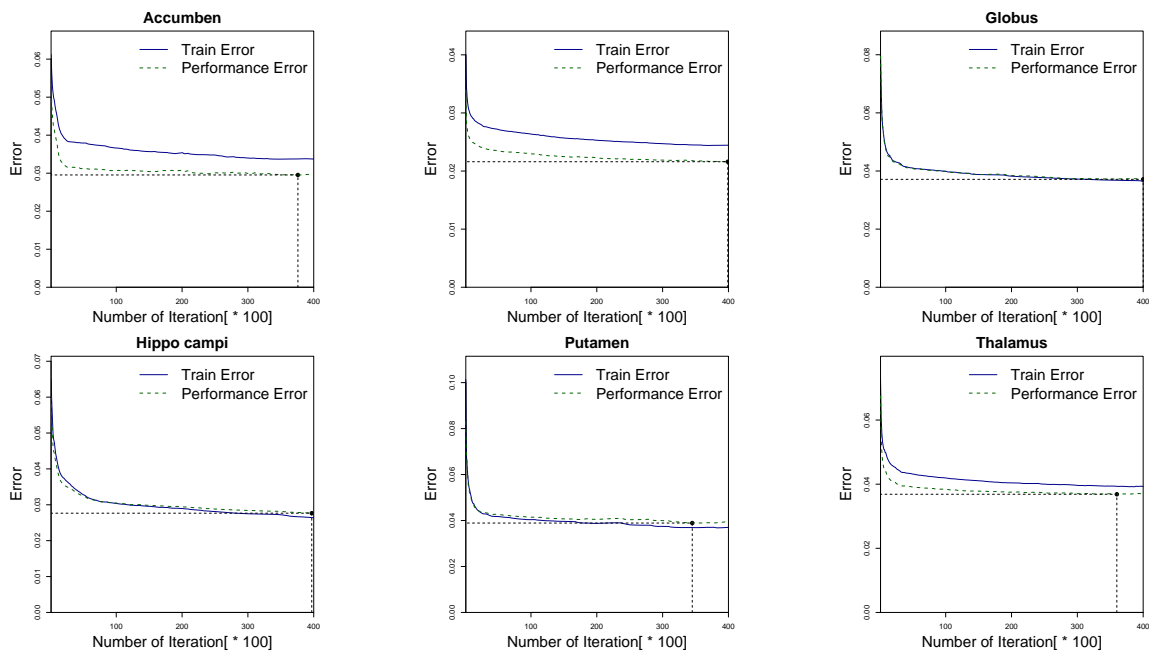 Accumben
Train Error
Performance Error
Error
0.00 0.01 0.02 0.03 0.04 0.05 0.06
100 200 300 400
Number of Iteration[ * 100]
Train Error
Performance Error
Error
0.00 0.01 0.02 0.03 0.04
100 200 300 400
Number of Iteration[ * 100]
Globus
Train Error
Performance Error
Error
0.00 0.02 0.04 0.06 0.08
100 200 300 400
Number of Iteration[ * 100]
Hippo campi
Train Error
Performance Error
Error
0.00 0.01 0.02 0.03 0.04 0.05 0.06 0.07
100 200 300 400
Number of Iteration[ * 100]
Putamen
Train Error
Performance Error
Error
0.00 0.02 0.04 0.06 0.08 0.10
100 200 300 400
Number of Iteration[ * 100]
Thalamus
Train Error
Performance Error
Error
0.00 0.02 0.04 0.06
100 200 300 400
Number of Iteration[ * 100]